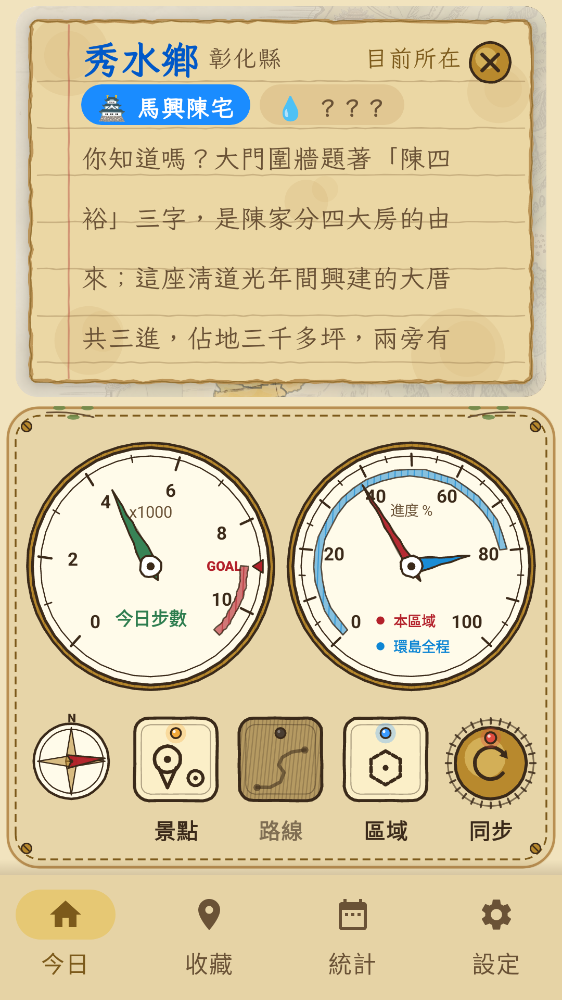 秀水鄉 彰化縣 目前所在
馬興陳宅 ？？？
你知道嗎？大門圍牆題著「陳四
裕」三字，是陳家分四大房的由
來；這座清道光年間興建的大厝
共三進，佔地三千多坪，兩旁有
0 2 4 6 8 10
x1000
GOAL
今日步數
0 20 40 60 80 100
進度 %
本區域
環島全程
N
景點 路線 區域 同步
今日 收藏 統計 設定